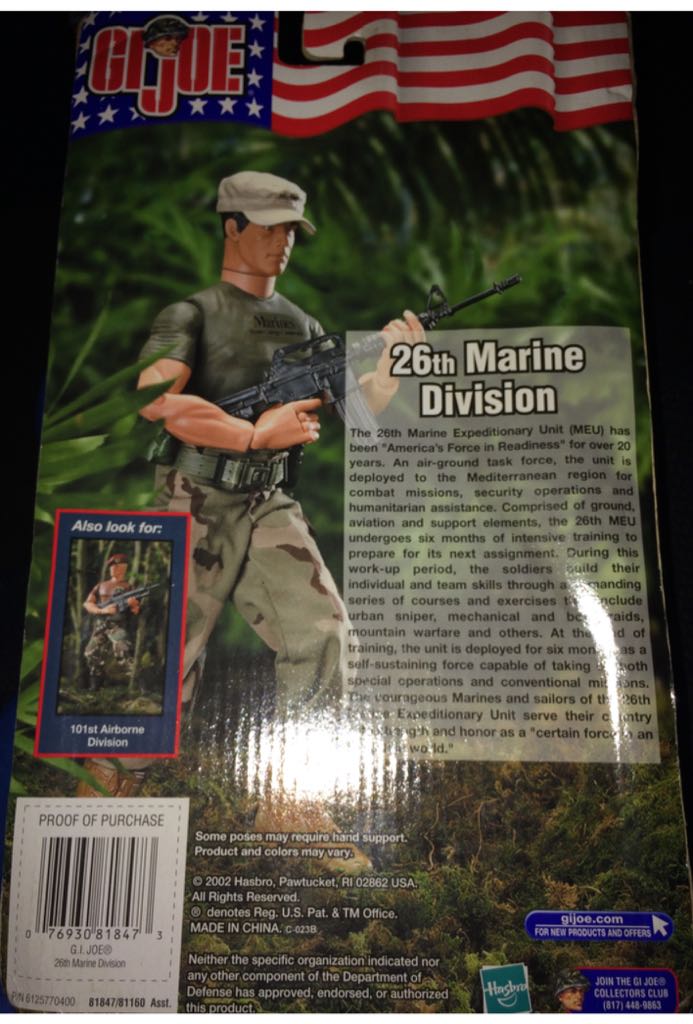 GI JOE
Marines
26th Marine
Division
The 26th Marine Expeditionary Unit (MEU) has
been "America's Force in Readiness" for over 20
years. An air-ground task force, the unit is
deployed to the Mediterranean region for
combat missions, security operations and
humanitarian assistance. Comprised of ground,
aviation and support elements, the 26th MEU
undergoes six months of intensive training to
prepare for its next assignment. During this
work-up period, the soldiers build their
individual and team skills through a
series of courses and exercises include
urban sniper, mechanical and
mountain warfare and others. At the of
training, the unit is deployed for six as a
self-sustaining force capable of taking
special operations and conventional
The courageous Marines and sailors of the 26th
Expeditionary Unit serve their country
and honor as a "certain force in an
world."
Also look for:
101st Airborne
Division
PROOF OF PURCHASE
0 76930 81847 3
G.I. JOE®
26th Marine Division
P/N 6125770400 81847/81160 Asst.
Some poses may require hand support.
Product and colors may vary.
© 2002 Hasbro, Pawtucket, RI 02862 USA.
All Rights Reserved.
® denotes Reg. U.S. Pat. & TM Office.
MADE IN CHINA. C-023B
Neither the specific organization indicated nor
any other component of the Department of
Defense has approved, endorsed, or authorized
this product.
gijoe.com
FOR NEW PRODUCTS AND OFFERS
Hasbro
JOIN THE GI JOE®
COLLECTORS CLUB
(817) 448-9863